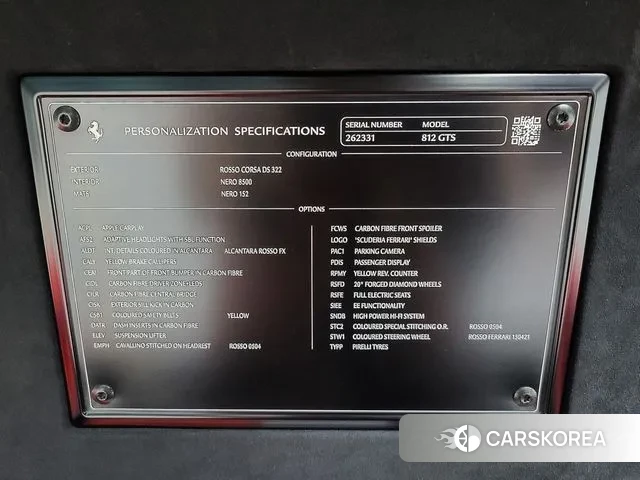 PERSONALIZATION SPECIFICATIONS
SERIAL NUMBER MODEL
262331 812 GTS
CONFIGURATION
EXTERIOR ROSSO CORSA DS 322
INTERIOR NERO 8500
MATS NERO 152
OPTIONS
ACPL APPLE CARPLAY
AFS2 ADAPTIVE HEADLIGHTS WITH SBL FUNCTION
ALDT INT. DETAILS COLOURED IN ALCANTARA ALCANTARA ROSSO FX
CALY YELLOW BRAKE CALLIPERS
CEAI FRONT PART OF FRONT BUMPER IN CARBON FIBRE
CIDL CARBON FIBRE DRIVER ZONE+LEDS
CIUR CARBON FIBRE CENTRAL BRIDGE
CISK EXTERIOR SILL KICK IN CARBON
CSB1 COLOURED SAFETY BELTS YELLOW
DATR DASH INSERTS IN CARBON FIBRE
ELEV SUSPENSION LIFTER
EMPH CAVALLINO STITCHED ON HEADREST ROSSO 0504
FCWS CARBON FIBRE FRONT SPOILER
LOGO "SCUDERIA FERRARI" SHIELDS
PAC1 PARKING CAMERA
PDIS PASSENGER DISPLAY
RPMY YELLOW REV. COUNTER
RSFD 20" FORGED DIAMOND WHEELS
RSFE FULL ELECTRIC SEATS
SIEE EE FUNCTIONALITY
SND8 HIGH POWER HI-FI SYSTEM
STC2 COLOURED SPECIAL STITCHING O.R. ROSSO 0504
STW1 COLOURED STEERING WHEEL ROSSO FERRARI 13042T
TYPP PIRELLI TYRES
CARSKOREA